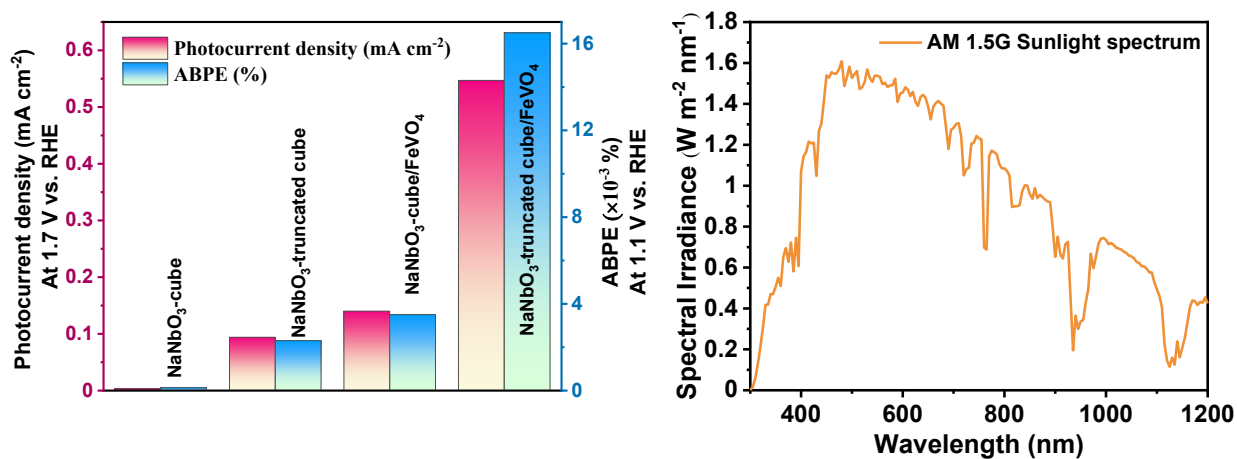 Photocurrent density (mA cm⁻²)
At 1.7 V vs. RHE
0.6
0.5
0.4
0.3
0.2
0.1
0
Photocurrent density (mA cm⁻²)
ABPE (%)
NaNbO₃-cube
NaNbO₃-truncated cube
NaNbO₃-cube/FeVO₄
NaNbO₃-truncated cube/FeVO₄
16
12
8
4
0
ABPE (×10⁻³ %)
At 1.1 V vs. RHE
Spectral Irradiance (W m⁻² nm⁻¹)
1.8
1.6
1.4
1.2
1
0.8
0.6
0.4
0.2
0
AM 1.5G Sunlight spectrum
400 600 800 1000 1200
Wavelength (nm)